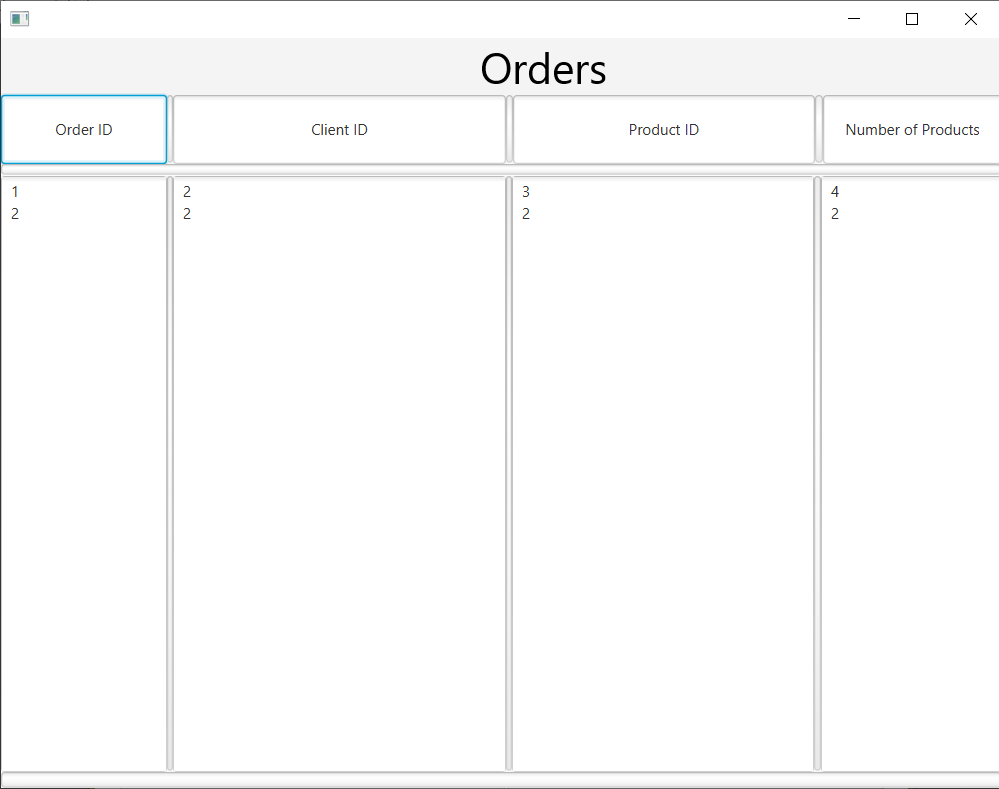 Orders
Order ID Client ID Product ID Number of Products
1 2 3 4
2 2 2 2